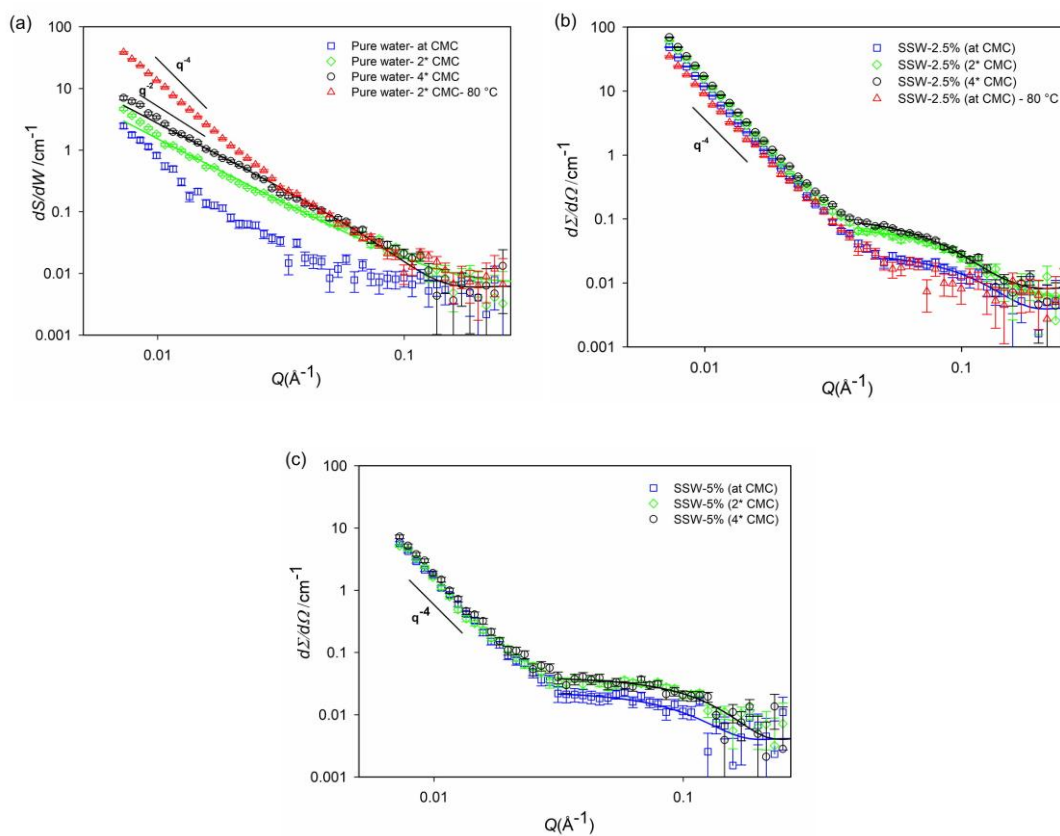 (a)
Pure water- at CMC
Pure water- 2* CMC
Pure water- 4* CMC
Pure water- 2* CMC- 80 °C
q-4
q-2
dS/dW /cm-1
100
10
1
0.1
0.01
0.001
0.01
0.1
Q(Å-1)
(b)
SSW-2.5% (at CMC)
SSW-2.5% (2* CMC)
SSW-2.5% (4* CMC)
SSW-2.5% (at CMC) - 80 °C
q-4
dΣ/dΩ /cm-1
100
10
1
0.1
0.01
0.001
0.01
0.1
Q(Å-1)
(c)
SSW-5% (at CMC)
SSW-5% (2* CMC)
SSW-5% (4* CMC)
q-4
dΣ/dΩ /cm-1
100
10
1
0.1
0.01
0.001
0.01
0.1
Q(Å-1)